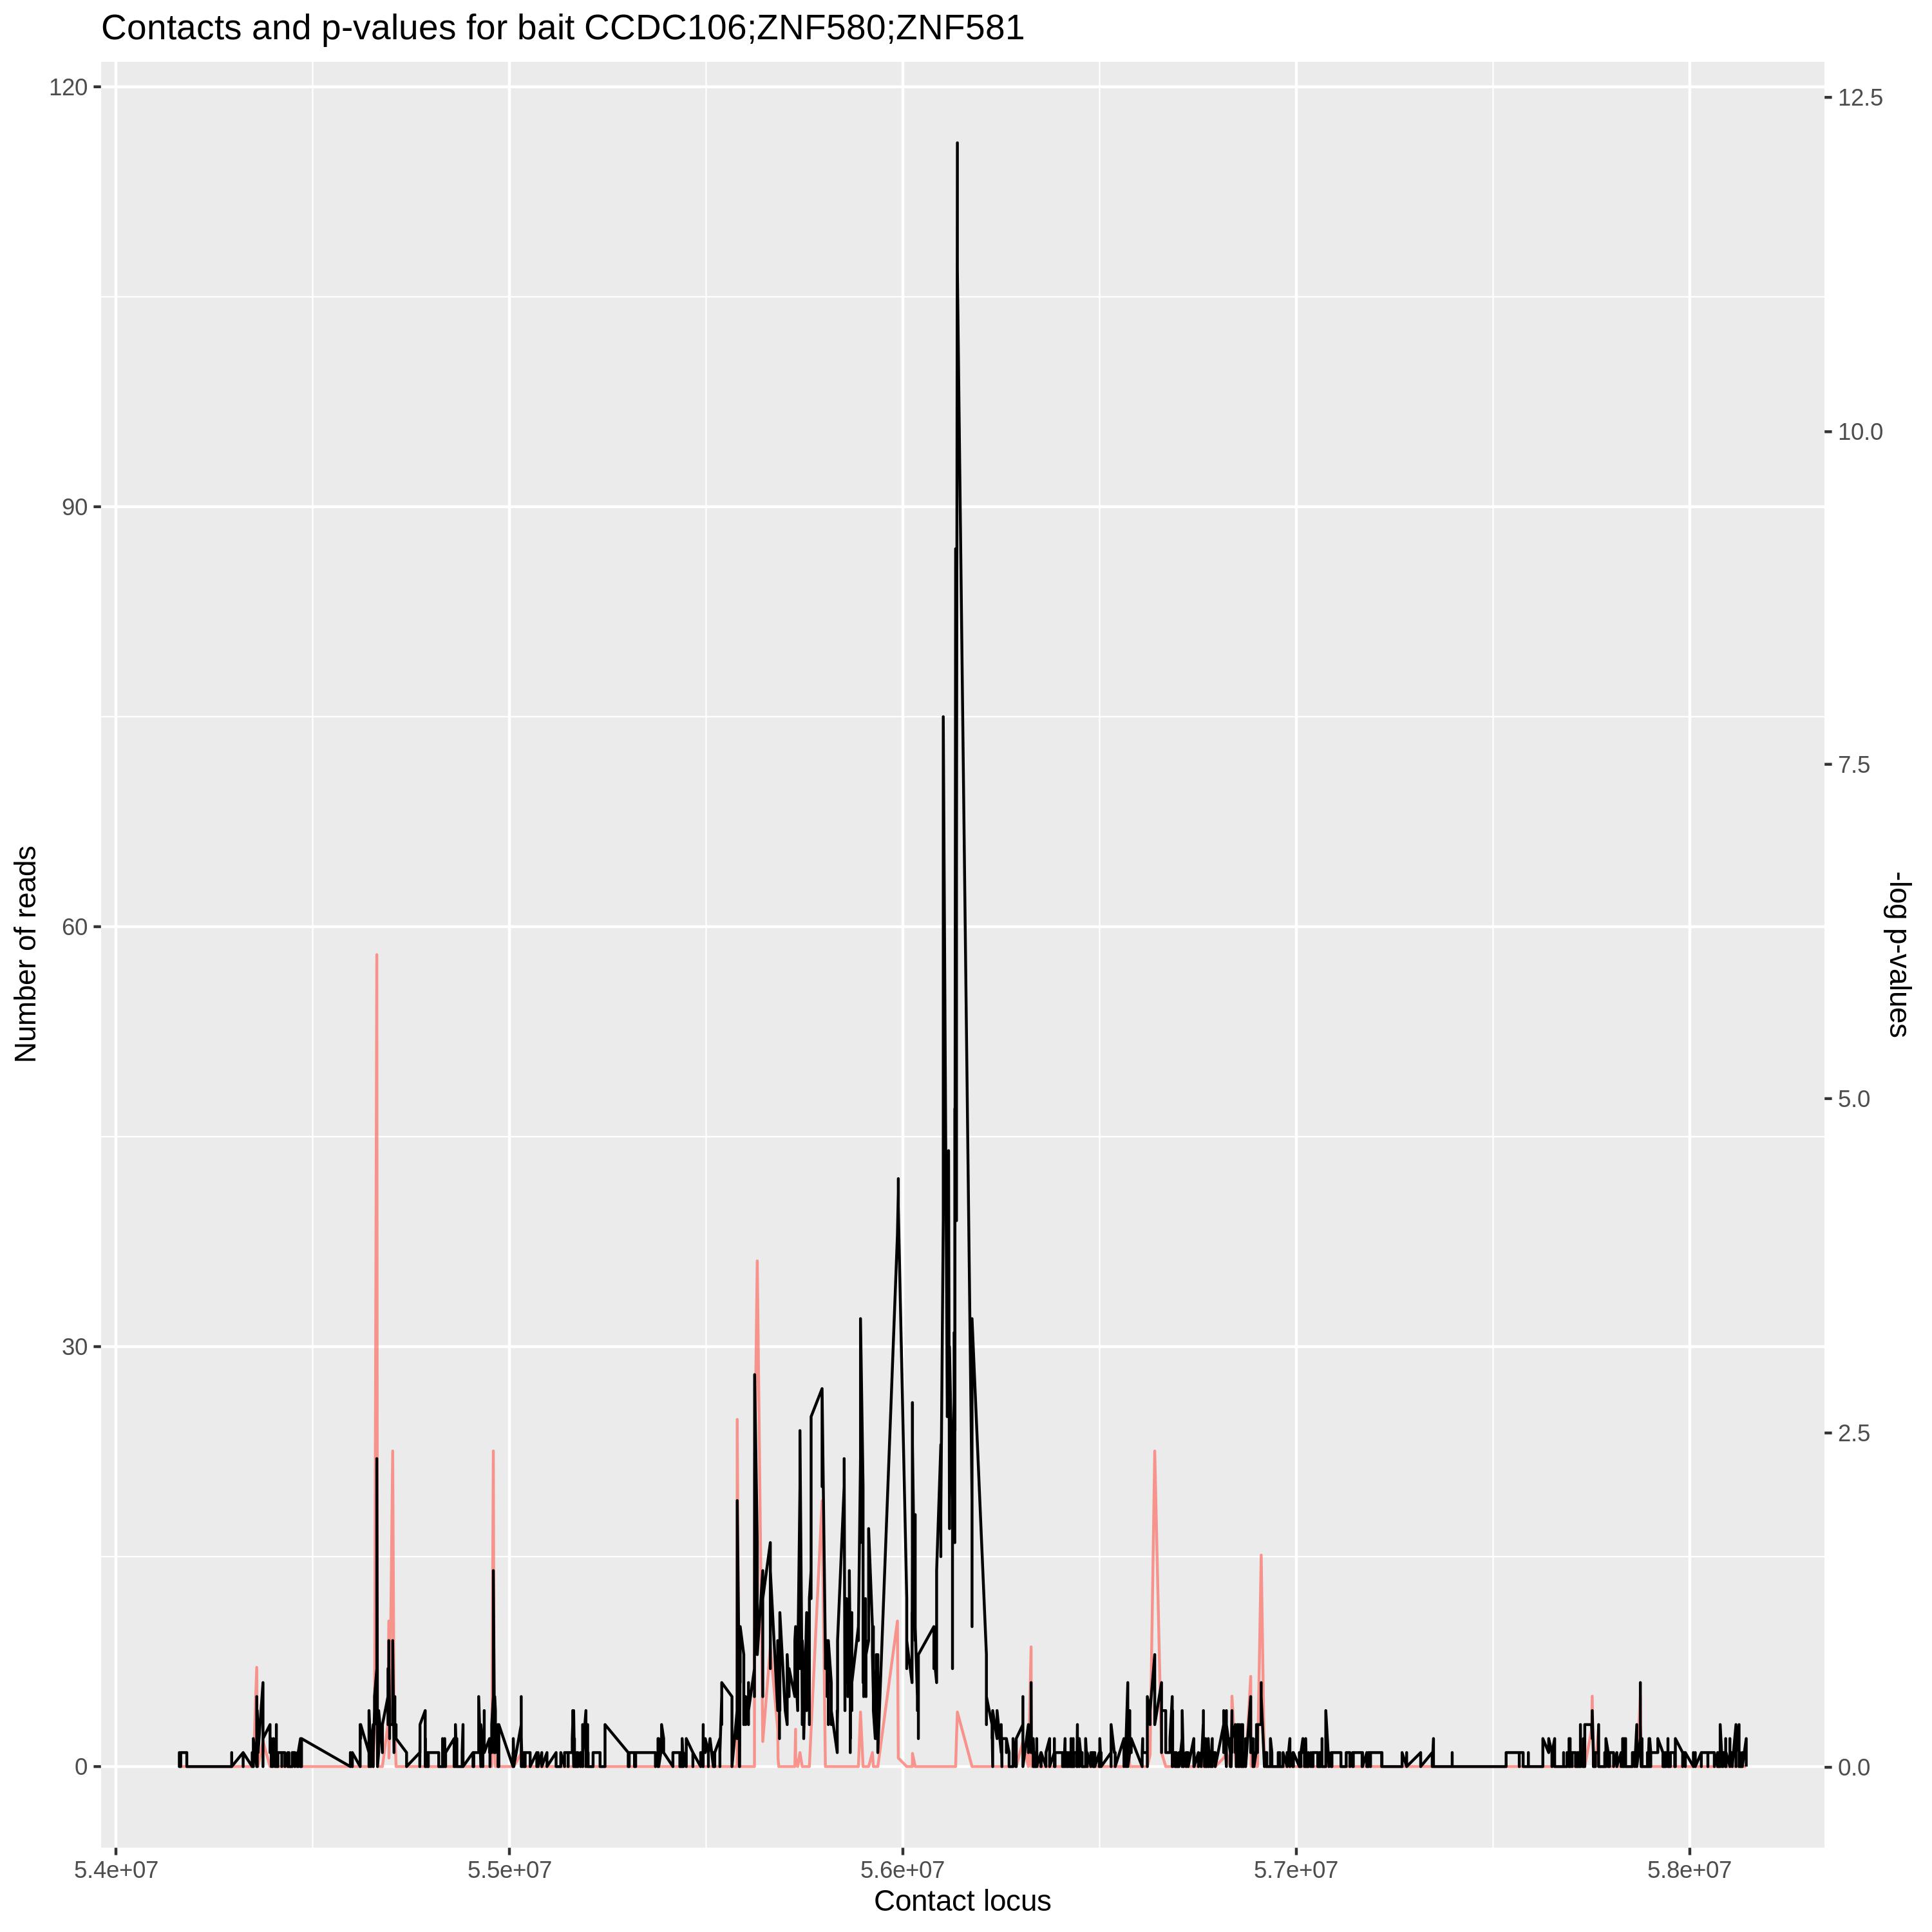 Contacts and p-values for bait CCDC106;ZNF580;ZNF581
120
90
60
30
0
Number of reads
12.5
10.0
7.5
5.0
2.5
0.0
-log p-values
5.4e+07
5.5e+07
5.6e+07
5.7e+07
5.8e+07
Contact locus